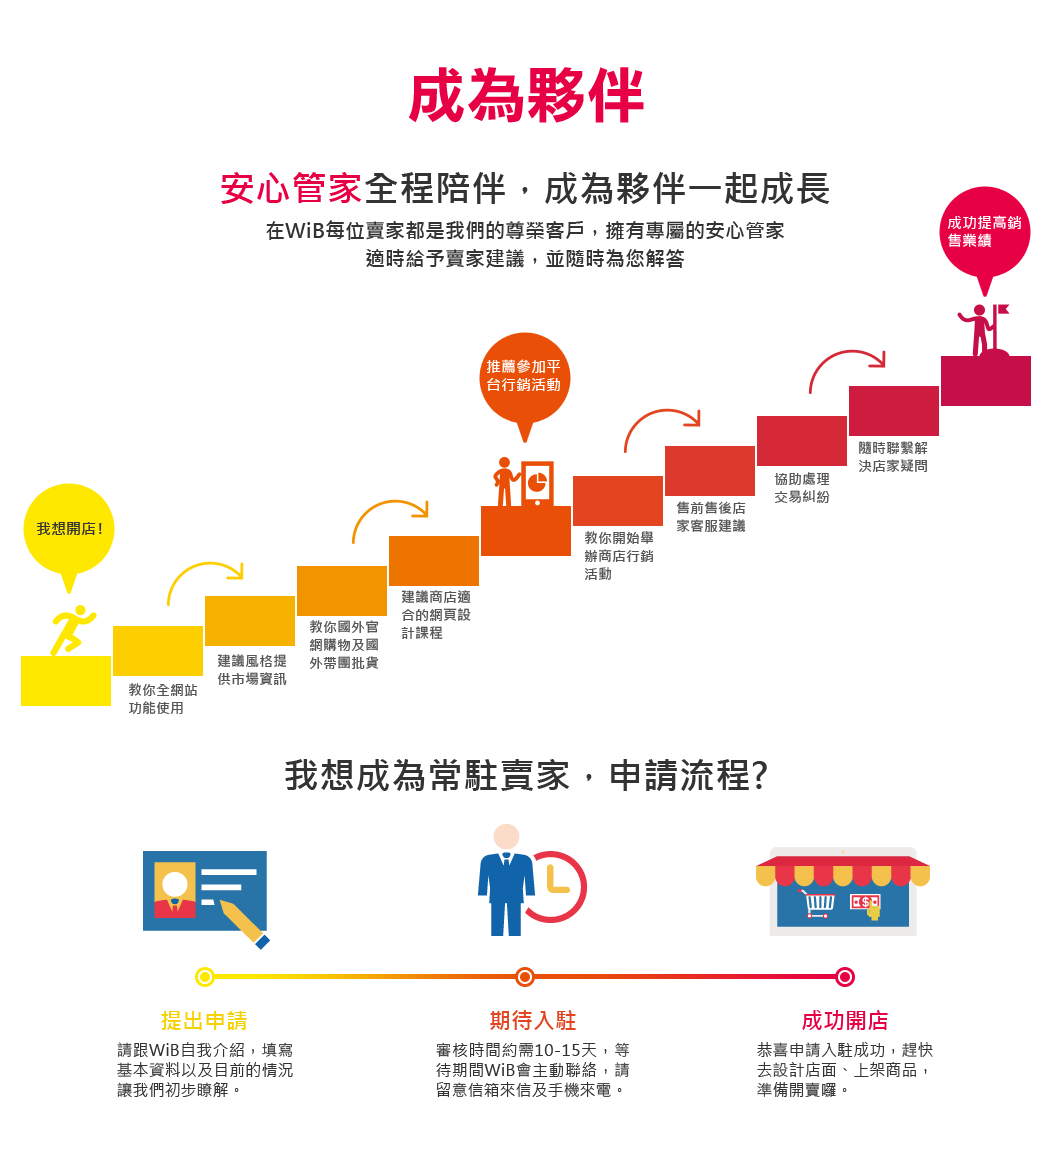 成為夥伴
安心管家全程陪伴，成為夥伴一起成長
在WiB每位賣家都是我們的尊榮客戶，擁有專屬的安心管家
適時給予賣家建議，並隨時為您解答
成功提高銷
售業績
推薦參加平
台行銷活動
我想開店!
教你全網站
功能使用
建議風格提
供市場資訊
教你國外官
網購物及國
外帶團批貨
建議商店適
合的網頁設
計課程
教你開始舉
辦商店行銷
活動
售前售後店
家客服建議
協助處理
交易糾紛
隨時聯繫解
決店家疑問
我想成為常駐賣家，申請流程?
$
提出申請
請跟WiB自我介紹，填寫
基本資料以及目前的情況
讓我們初步瞭解。
期待入駐
審核時間約需10-15天，等
待期間WiB會主動聯絡，請
留意信箱來信及手機來電。
成功開店
恭喜申請入駐成功，趕快
去設計店面、上架商品，
準備開賣囉。